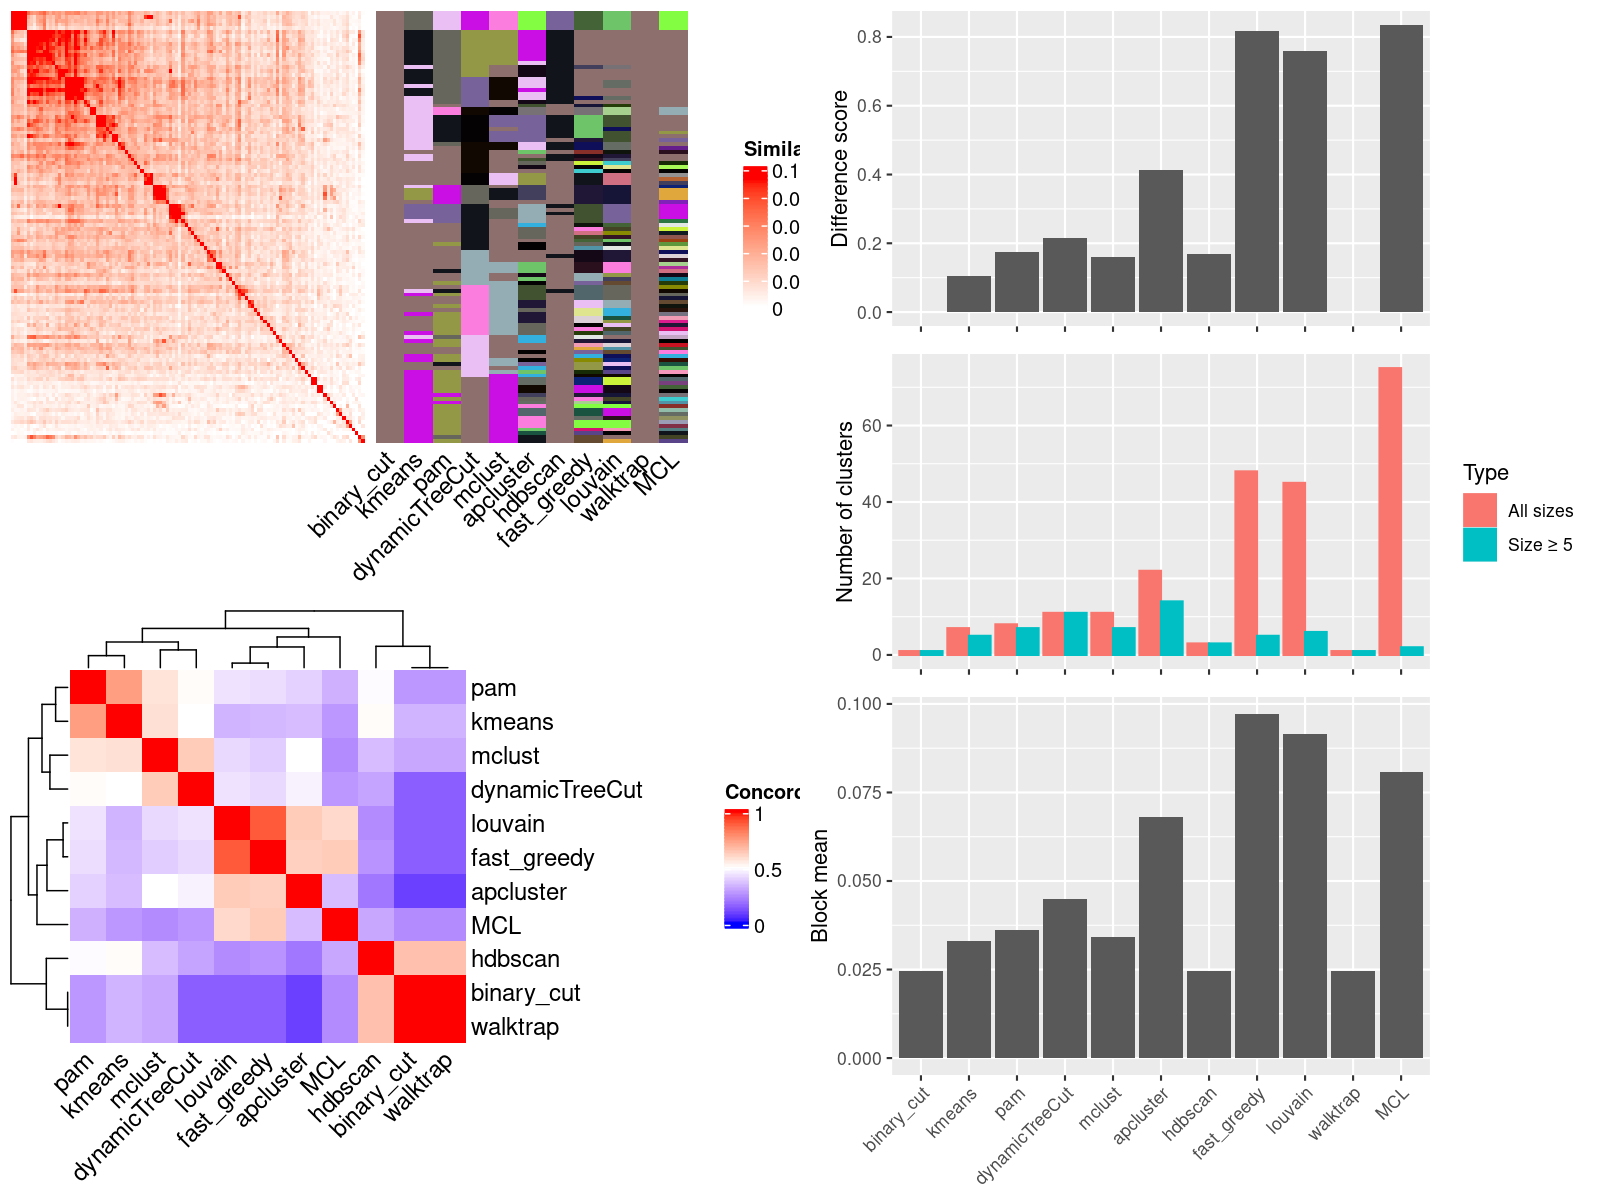 Simila
0.1
0.0
0.0
0.0
0.0
0
binary_cut
kmeans
pam
dynamicTreeCut
mclust
apcluster
hdbscan
fast_greedy
louvain
walktrap
MCL
pam
kmeans
mclust
dynamicTreeCut
louvain
fast_greedy
apcluster
MCL
hdbscan
binary_cut
walktrap
pam
kmeans
mclust
dynamicTreeCut
louvain
fast_greedy
apcluster
MCL
hdbscan
binary_cut
walktrap
Concord
1
0.5
0
Difference score
0.8
0.6
0.4
0.2
0.0
Number of clusters
60
40
20
0
Type
All sizes
Size ≥ 5
Block mean
0.100
0.075
0.050
0.025
0.000
binary_cut
kmeans
pam
dynamicTreeCut
mclust
apcluster
hdbscan
fast_greedy
louvain
walktrap
MCL